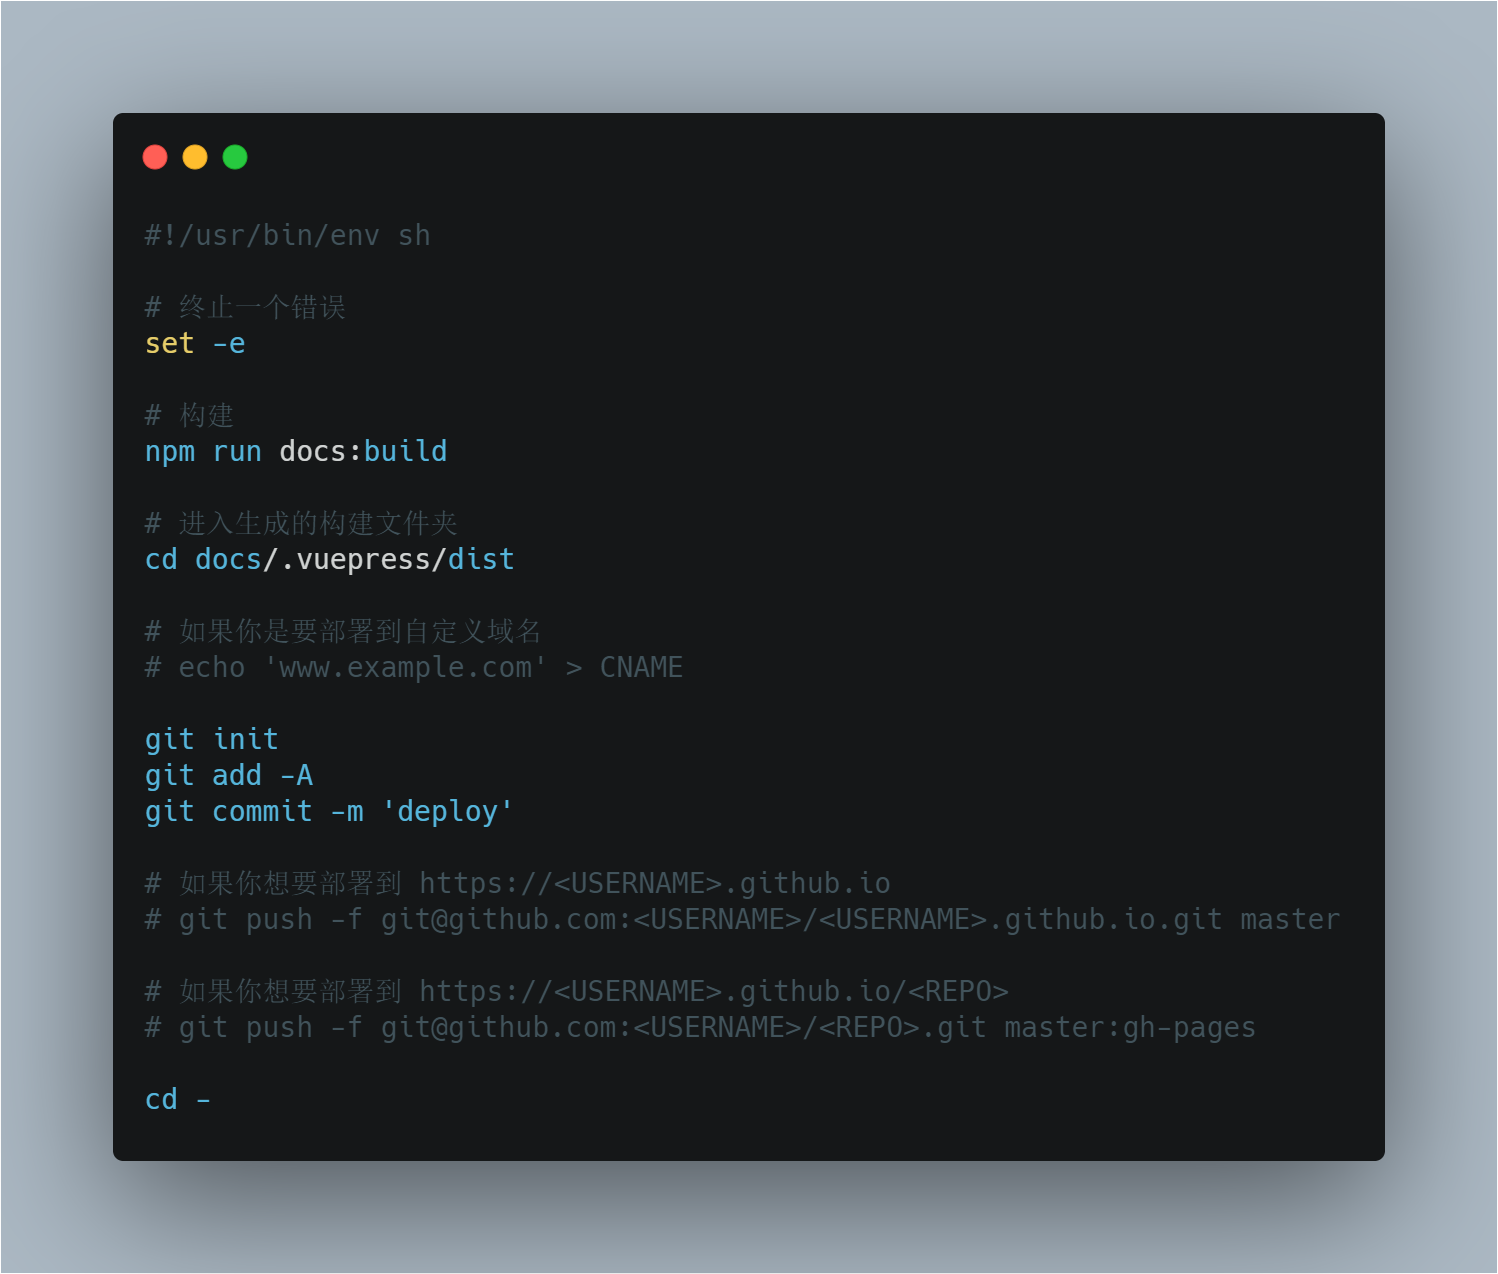 #!/usr/bin/env sh
# 终止一个错误
set -e
# 构建
npm run docs:build
# 进入生成的构建文件夹
cd docs/.vuepress/dist
# 如果你是要部署到自定义域名
# echo 'www.example.com' > CNAME
git init
git add -A
git commit -m 'deploy'
# 如果你想要部署到 https://<USERNAME>.github.io
# git push -f git@github.com:<USERNAME>/<USERNAME>.github.io.git master
# 如果你想要部署到 https://<USERNAME>.github.io/<REPO>
# git push -f git@github.com:<USERNAME>/<REPO>.git master:gh-pages
cd -